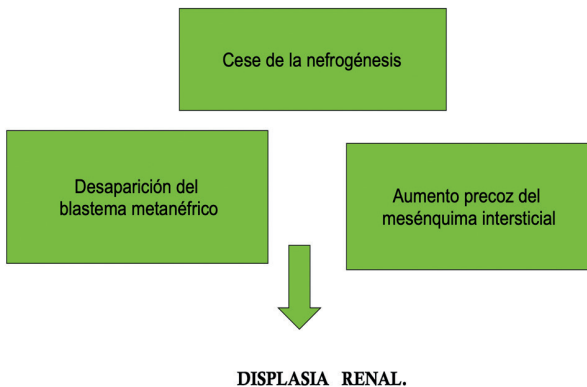 Cese de la nefrogénesis
Desaparición del
blastema metanéfrico
Aumento precoz del
mesénquima intersticial
DISPLASIA RENAL.